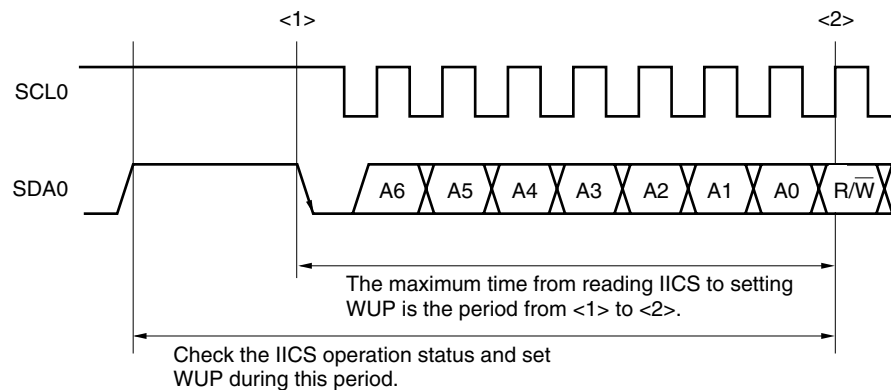 <1> <2>
SCL0
SDA0 A6 A5 A4 A3 A2 A1 A0 R/W̅
The maximum time from reading IICS to setting
WUP is the period from <1> to <2>.
Check the IICS operation status and set
WUP during this period.